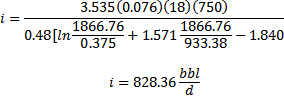 i = 3.535(0.076)(18)(750) / 0.48[ln 1866.76/0.375 + 1.571 1866.76/933.38 − 1.840
i = 828.36 bbl/d